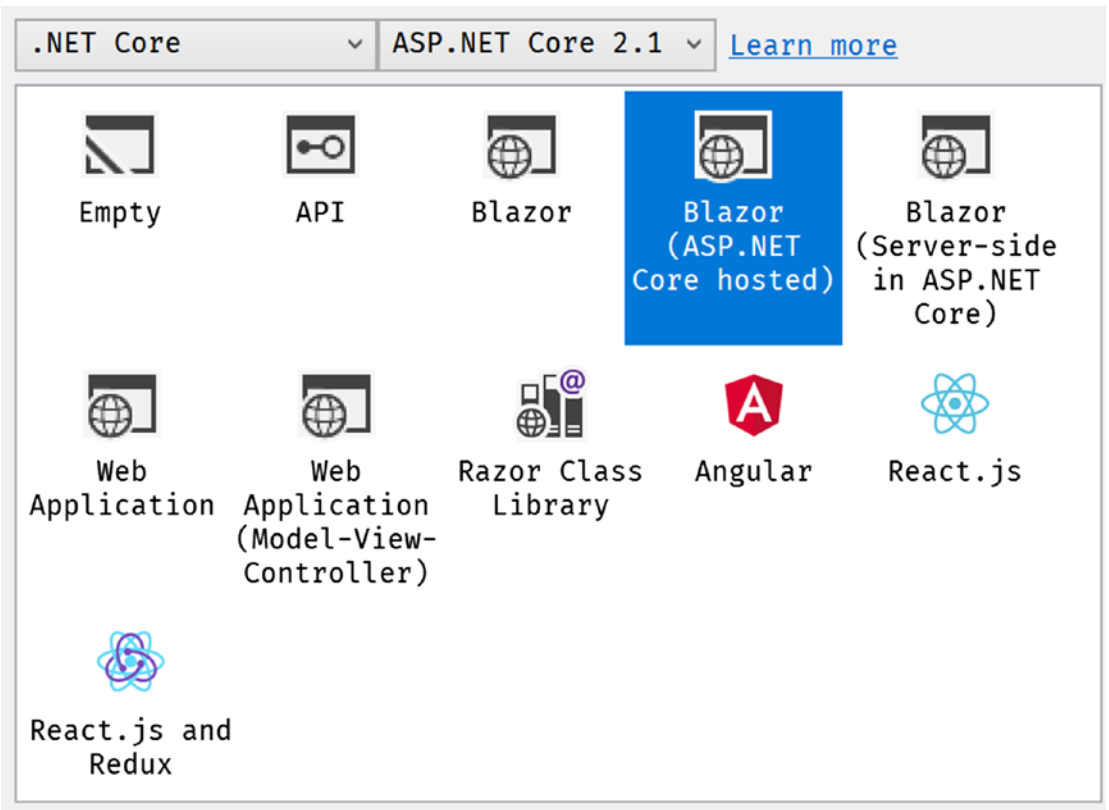 .NET Core
ASP.NET Core 2.1
Learn more
Empty
API
Blazor
Blazor
(ASP.NET
Core hosted)
Blazor
(Server-side
in ASP.NET
Core)
Web
Application
Web
Application
(Model-View-
Controller)
Razor Class
Library
Angular
React.js
React.js and
Redux